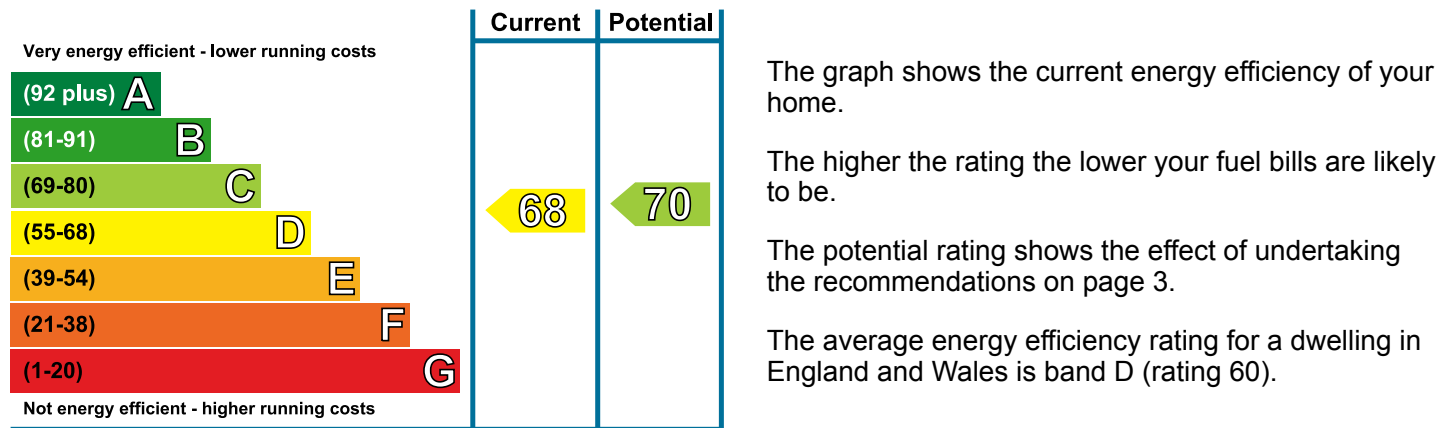 Current Potential
Very energy efficient - lower running costs
(92 plus) A
(81-91) B
(69-80) C
(55-68) D
(39-54) E
(21-38) F
(1-20) G
Not energy efficient - higher running costs
68 70
The graph shows the current energy efficiency of your
home.
The higher the rating the lower your fuel bills are likely
to be.
The potential rating shows the effect of undertaking
the recommendations on page 3.
The average energy efficiency rating for a dwelling in
England and Wales is band D (rating 60).